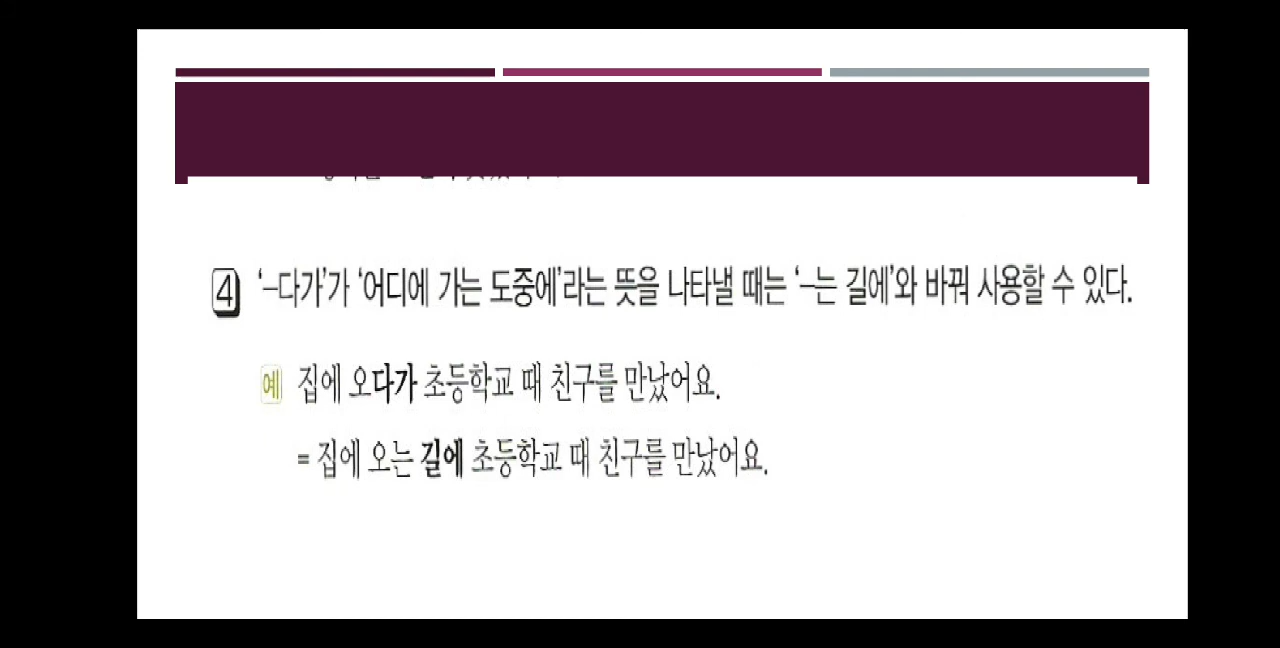 4 ‘–다가’가 ‘어디에 가는 도중에’라는 뜻을 나타낼 때는 ‘–는 길에’와 바꿔 사용할 수 있다.
예 집에 오다가 초등학교 때 친구를 만났어요.
= 집에 오는 길에 초등학교 때 친구를 만났어요.